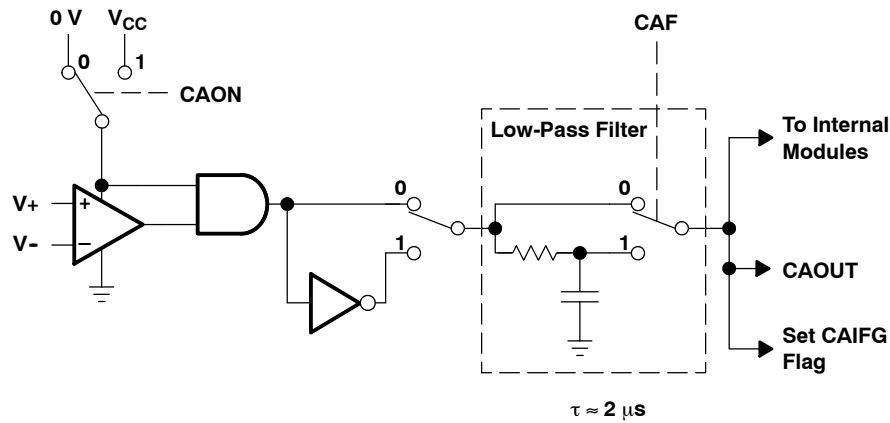 0 V
VCC
0
1
CAON
CAF
Low-Pass Filter
To Internal
Modules
V+
+
V-
−
0
1
0
1
CAOUT
Set CAIFG
Flag
τ ≈ 2 μs